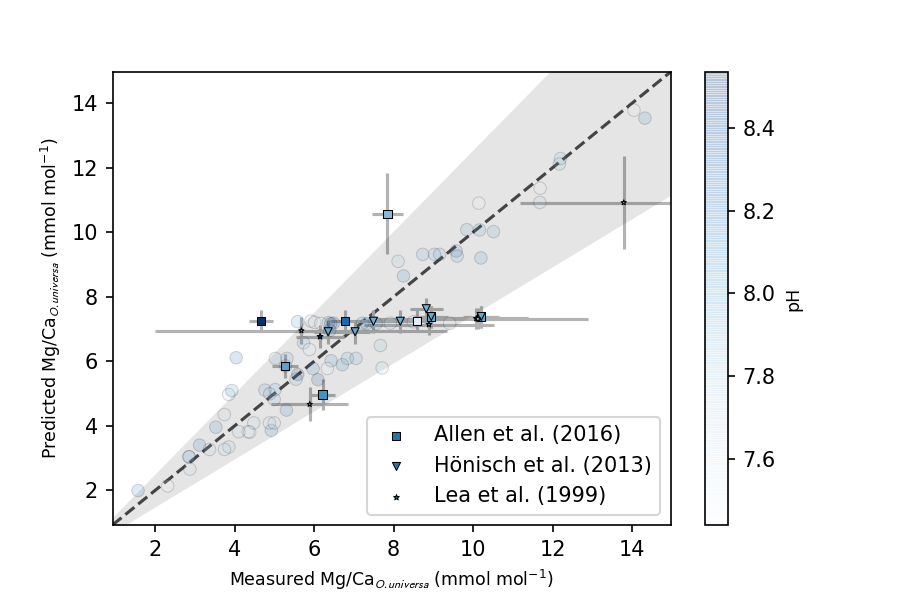 14
12
10
8
6
4
2
Predicted Mg/Ca_{O.universa} (mmol mol⁻¹)
Allen et al. (2016)
Hönisch et al. (2013)
Lea et al. (1999)
2 4 6 8 10 12 14
Measured Mg/Ca_{O.universa} (mmol mol⁻¹)
8.4
8.2
8.0
7.8
7.6
pH